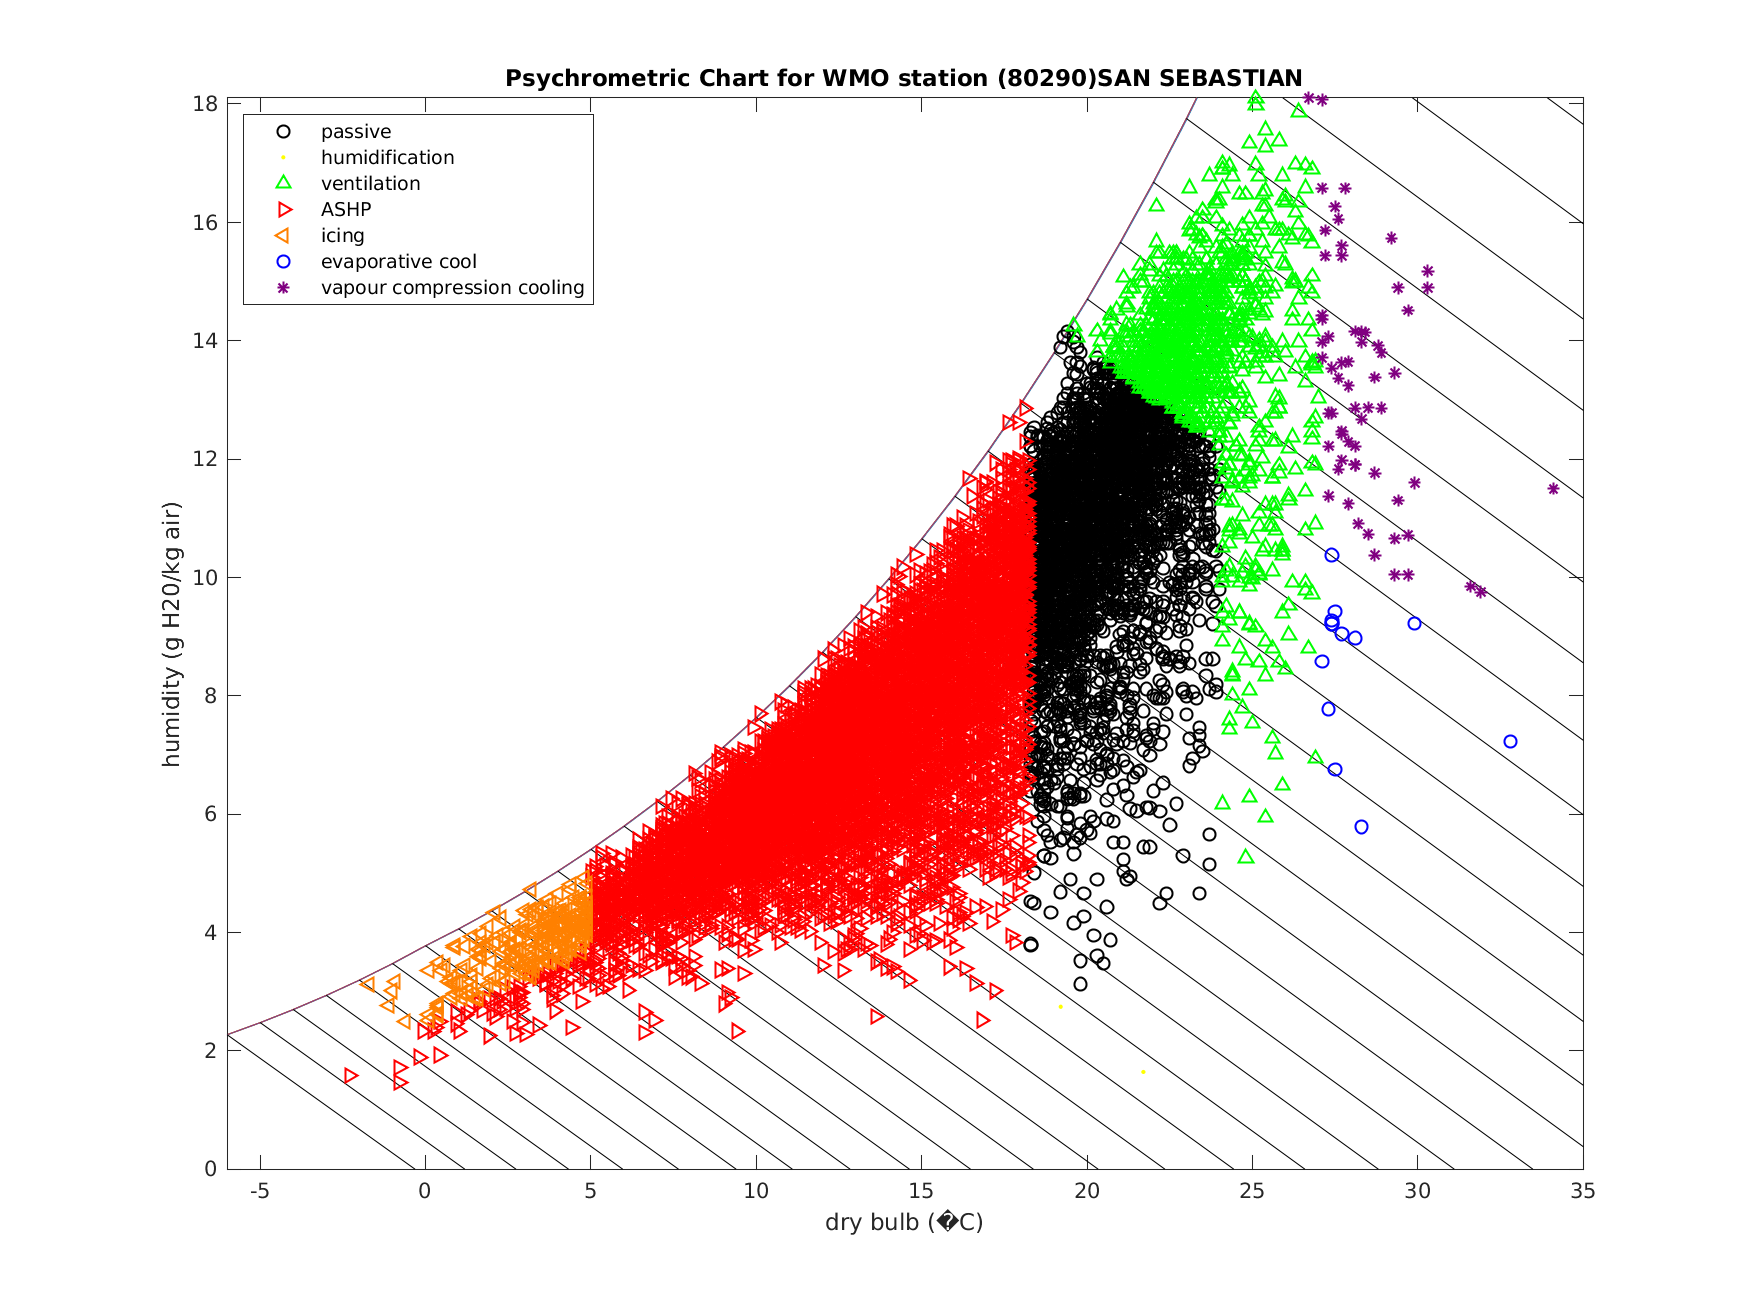 Psychrometric Chart for WMO station (80290)SAN SEBASTIAN
18
16
14
12
10
8
6
4
2
0
humidity (g H20/kg air)
passive
humidification
ventilation
ASHP
icing
evaporative cool
vapour compression cooling
-5
0
5
10
15
20
25
30
35
dry bulb (�C)